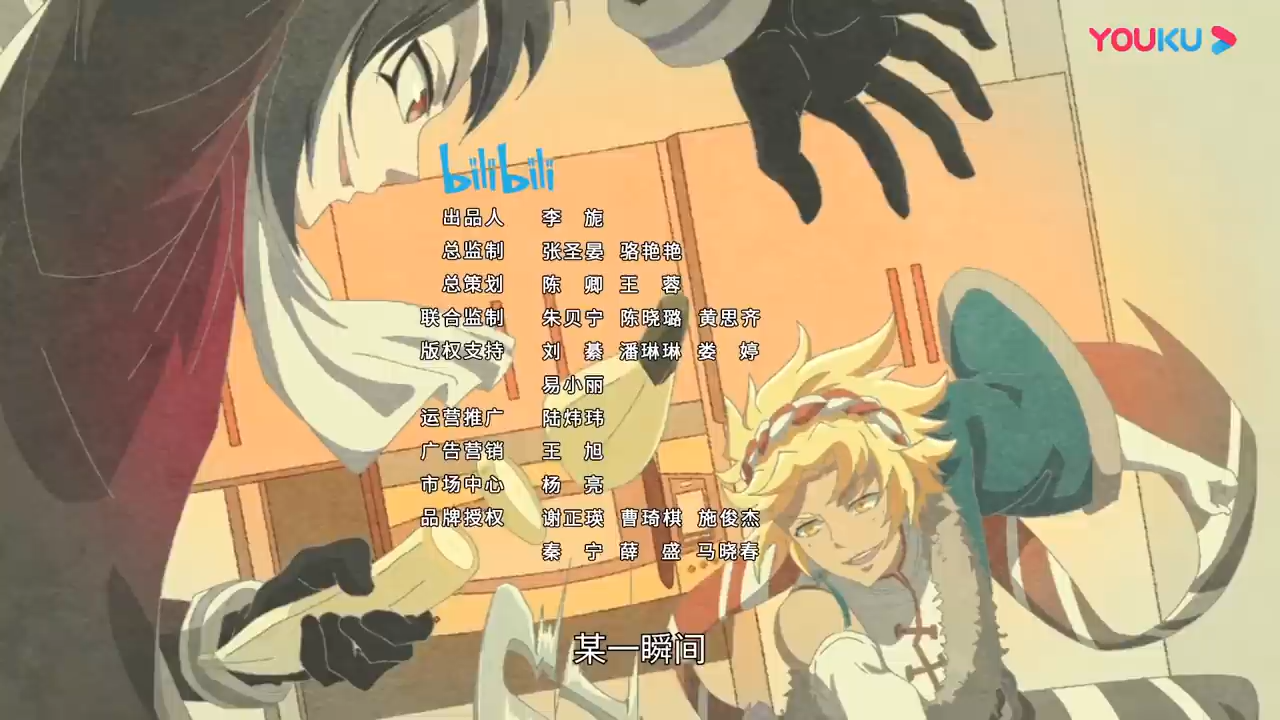 YOUKU
bilibili
出品人 李 旎
总监制 张圣晏 骆艳艳
总策划 陈 卿 王 蓉
联合监制 朱贝宁 陈晓璐 黄思齐
版权支持 刘 綦 潘琳琳 娄 婷
易小丽
运营推广 陆炜玮
广告营销 王 旭
市场中心 杨 亮
品牌授权 谢正瑛 曹琦棋 施俊杰
秦 宁 薛 盛 马晓春
某一瞬间